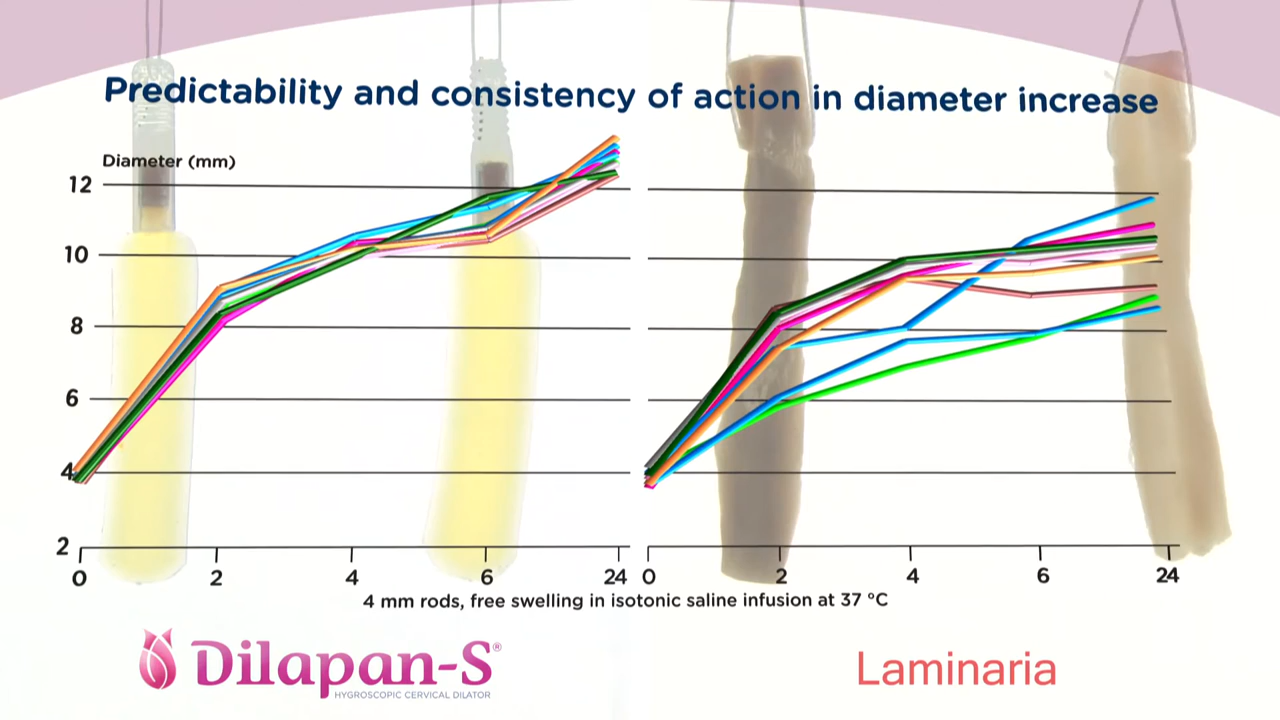 Predictability and consistency of action in diameter increase
Diameter (mm)
12
10
8
6
4
2
0 2 4 6 24 0 2 4 6 24
4 mm rods, free swelling in isotonic saline infusion at 37 °C
Dilapan-S®
HYGROSCOPIC CERVICAL DILATOR
Laminaria